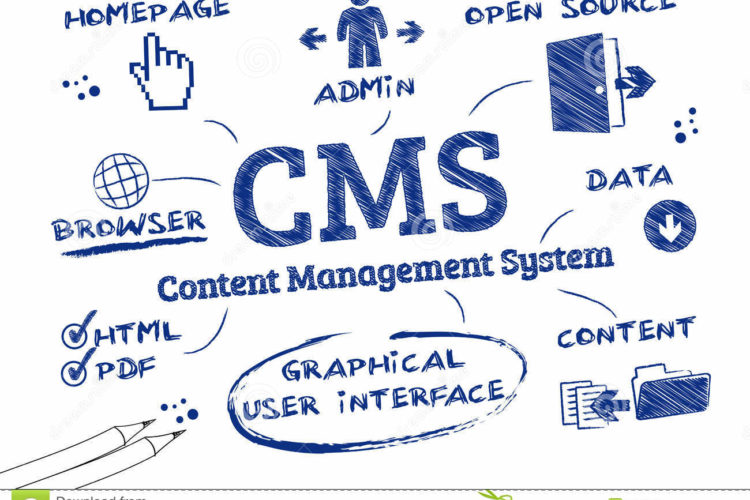 HOMEPAGE
OPEN SOURCE
ADMiN
CMS
Content Management System
BROWSER
DATA
HTML
PDF
CONTENT
GRAPHiCAL
USER iNTERFACE
Download from